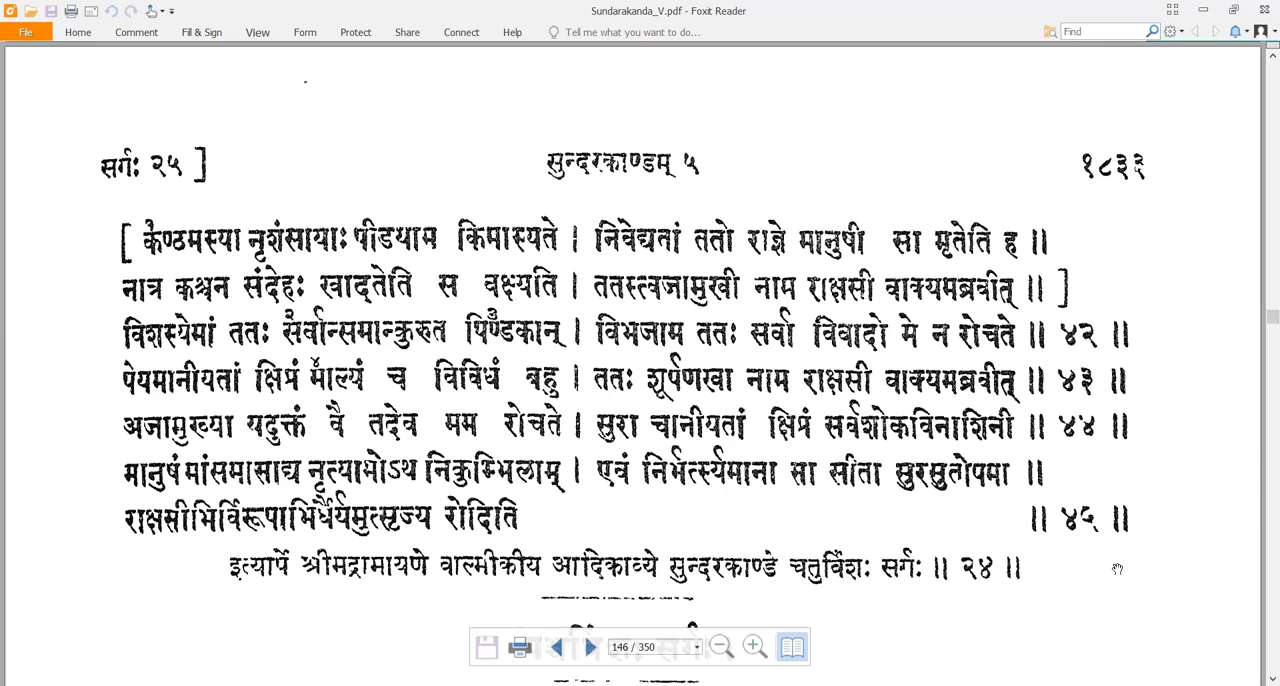 Sundarakanda_V.pdf - Foxit Reader
File Home Comment Fill & Sign View Form Protect Share Connect Help Tell me what you want to do... Find
सर्गः २५ ] सुन्दरकाण्डम् ५ १८३३
[ कण्ठमस्या नृशंसायाः पीडयाम किमास्यते । निवेद्यतां ततो राज्ञे मानुषी सा मृतेति ह ॥
नात्र कश्चन संदेहः खादतेति स वक्ष्यति । ततस्त्वजामुखी नाम राक्षसी वाक्यमब्रवीत् ॥ ]
विशस्येमां ततः सर्वान्समान्कुरुत पिण्डकान् । विभजाम ततः सर्वा विवादो मे न रोचते ॥ ४२ ॥
पेयमानीयतां क्षिप्रं माल्यं च विविधं बहु । ततः शूर्पणखा नाम राक्षसी वाक्यमब्रवीत् ॥ ४३ ॥
अजामुख्या यदुक्तं वै तदेव मम रोचते । सुरा चानीयतां क्षिप्रं सर्वशोकविनाशिनी ॥ ४४ ॥
मानुषं मांसमासाद्य नृत्यामोऽथ निकुम्भिलाम् । एवं निर्भर्त्स्यमाना सा सीता सुरसुतोपमा ॥
राक्षसीभिर्विरूपाभिर्धैर्यमुत्सृज्य रोदिति ॥ ४५ ॥
इत्यार्षे श्रीमद्रामायणे वाल्मीकीय आदिकाव्ये सुन्दरकाण्डे चतुर्विंशः सर्गः ॥ २४ ॥
146 / 350